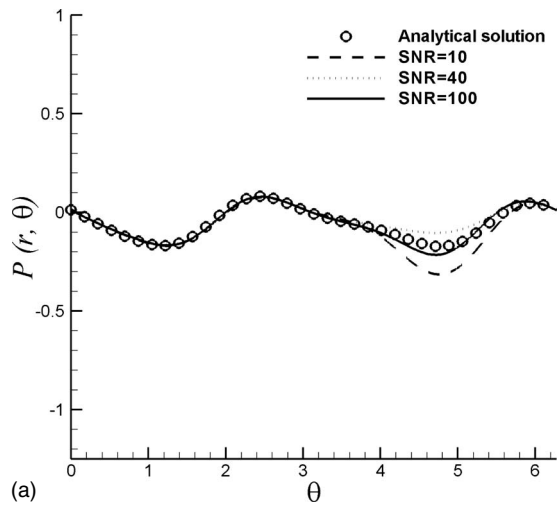 1
Analytical solution
SNR=10
SNR=40
SNR=100
0.5
0
P (r, θ)
-0.5
-1
0 1 2 3 4 5 6
(a) θ